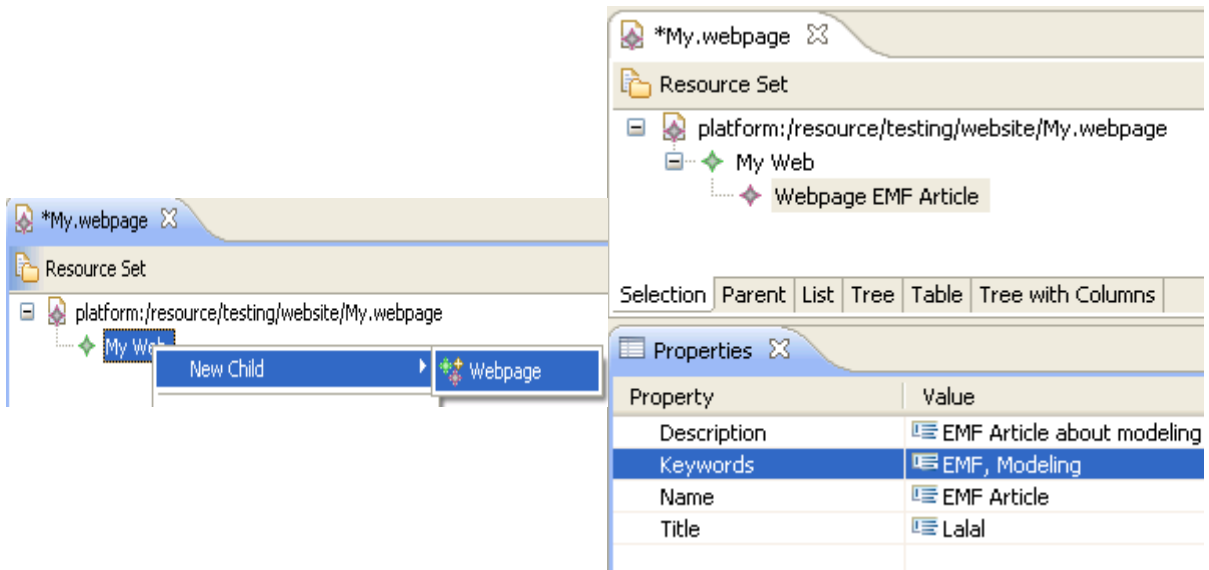 *My.webpage
Resource Set
platform:/resource/testing/website/My.webpage
My Web
New Child
Webpage
*My.webpage
Resource Set
platform:/resource/testing/website/My.webpage
My Web
Webpage EMF Article
Selection Parent List Tree Table Tree with Columns
Properties
Property Value
Description EMF Article about modeling
Keywords EMF, Modeling
Name EMF Article
Title Lalal